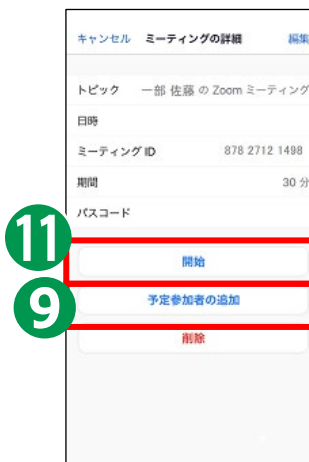 キャンセル ミーティングの詳細 編集
トピック 一部 佐藤 の Zoom ミーティング
日時
ミーティング ID 878 2712 1498
期間 30 分
パスコード
11
開始
9
予定参加者の追加
削除